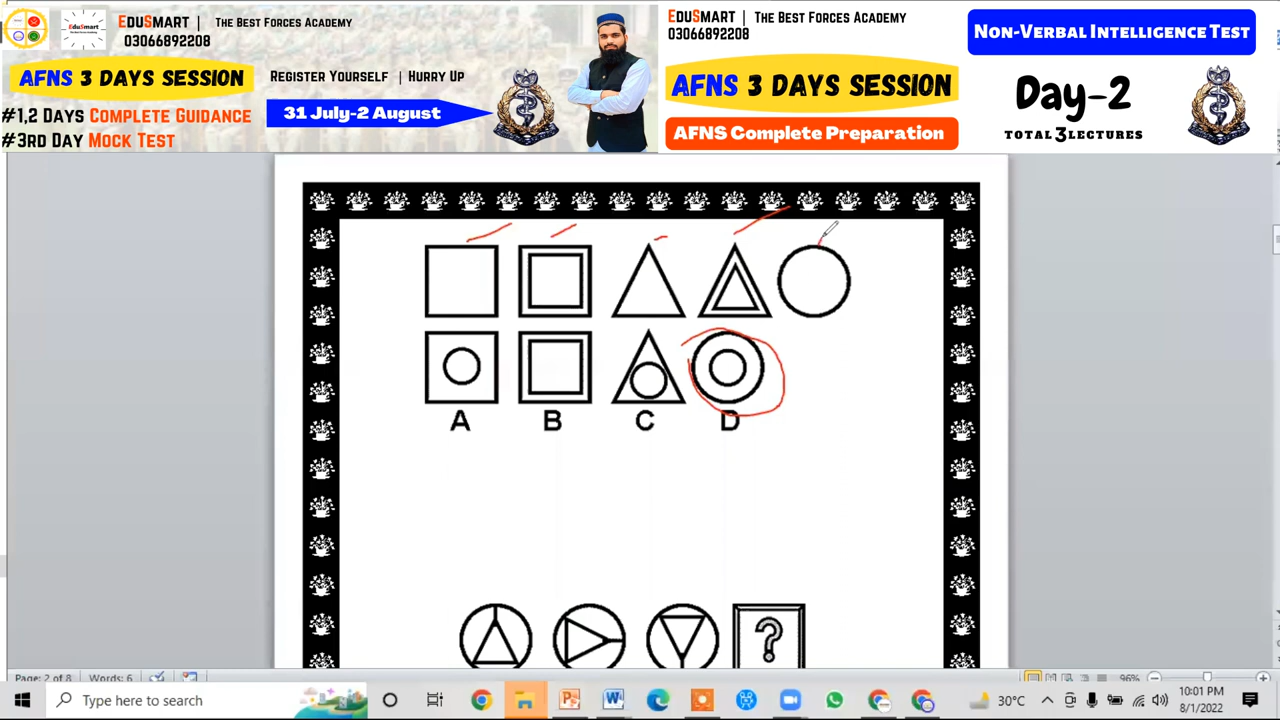 EDUSMART | THE BEST FORCES ACADEMY
03066892208
AFNS 3 DAYS SESSION
REGISTER YOURSELF | HURRY UP
#1,2 DAYS COMPLETE GUIDANCE
31 July-2 August
#3RD DAY MOCK TEST
EDUSMART | THE BEST FORCES ACADEMY
03066892208
AFNS 3 DAYS SESSION
AFNS Complete Preparation
NON-VERBAL INTELLIGENCE TEST
Day-2
TOTAL 3 LECTURES
A B C D
?
Page: 2 of 8 Words: 6
96%
Type here to search
30°C
10:01 PM
8/1/2022